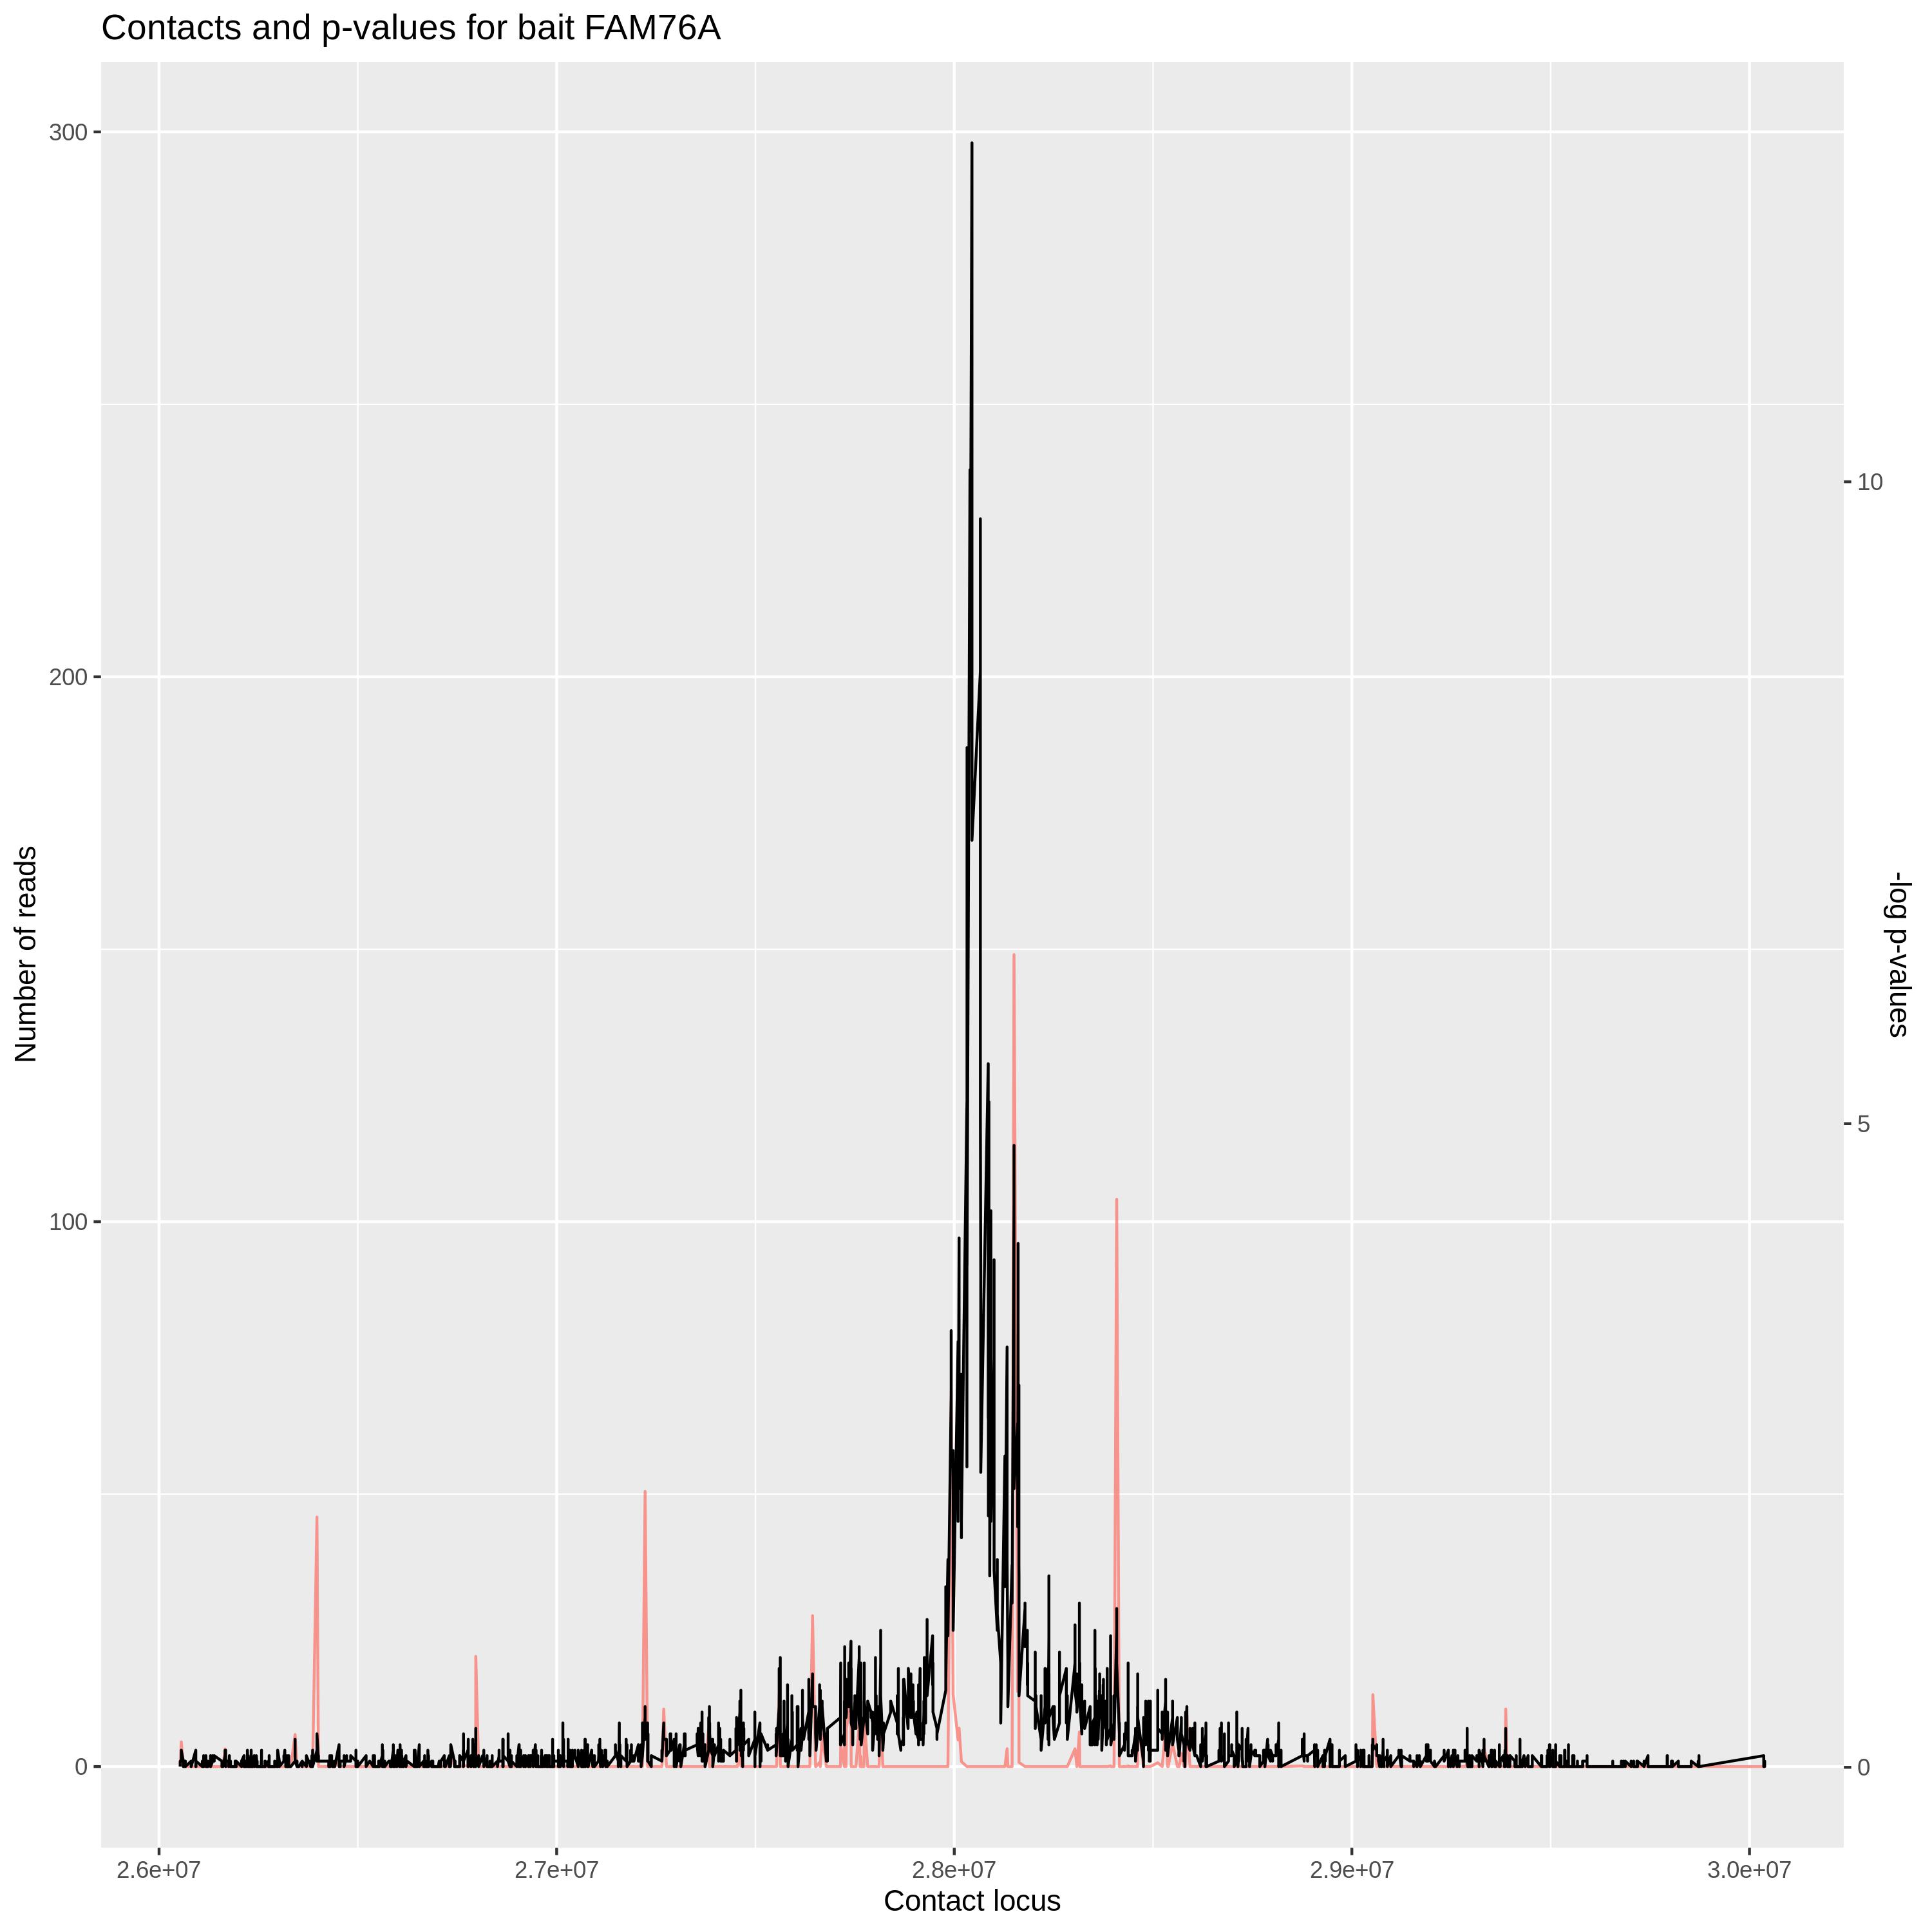 Contacts and p-values for bait FAM76A
300
200
100
0
Number of reads
10
5
0
-log p-values
2.6e+07 2.7e+07 2.8e+07 2.9e+07 3.0e+07
Contact locus